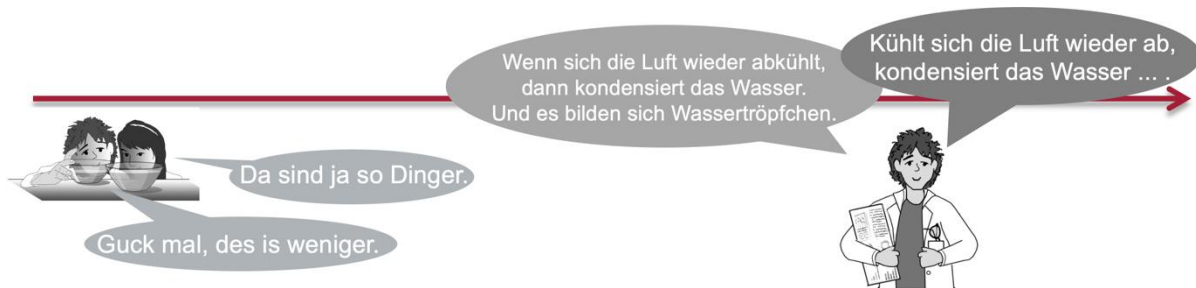 Da sind ja so Dinger.
Guck mal, des is weniger.
Wenn sich die Luft wieder abkühlt,
dann kondensiert das Wasser.
Und es bilden sich Wassertröpfchen.
Kühlt sich die Luft wieder ab,
kondensiert das Wasser ... .